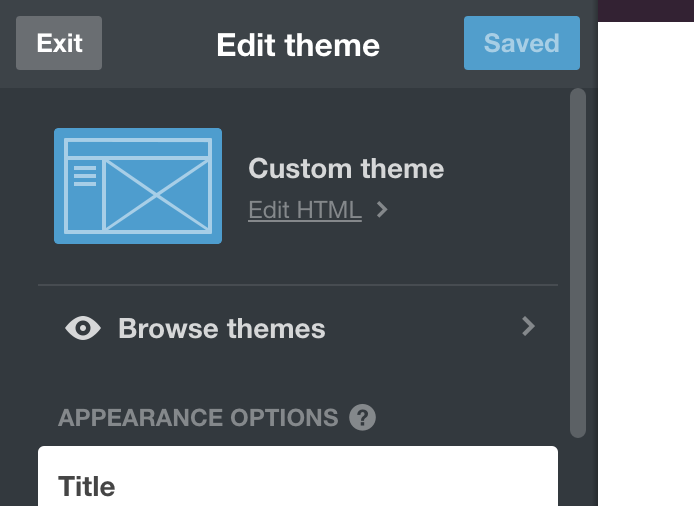 Exit
Edit theme
Saved
Custom theme
Edit HTML
Browse themes
APPEARANCE OPTIONS ?
Title